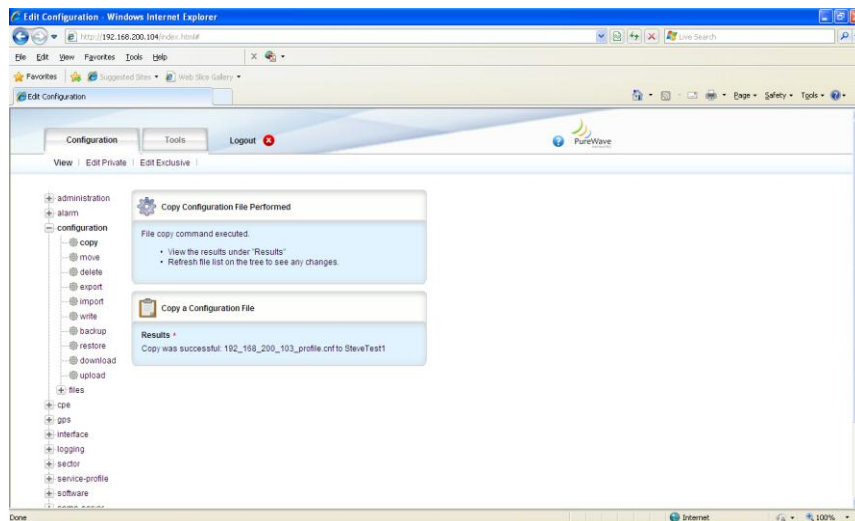 Edit Configuration - Windows Internet Explorer
http://192.168.200.104/index.html#
Live Search
File Edit View Favorites Tools Help
X
Favorites Suggested Sites Web Slice Gallery
Edit Configuration
Page Safety Tools
Configuration Tools Logout
PureWave
View | Edit Private | Edit Exclusive |
administration
alarm
configuration
copy
move
delete
export
import
write
backup
restore
download
upload
files
cpe
gps
interface
logging
sector
service-profile
software
Copy Configuration File Performed
File copy command executed.
• View the results under "Results"
• Refresh file list on the tree to see any changes.
Copy a Configuration File
Results *
Copy was successful: 192_168_200_103_profile.cnf to SteveTest1
Done
Internet
100%